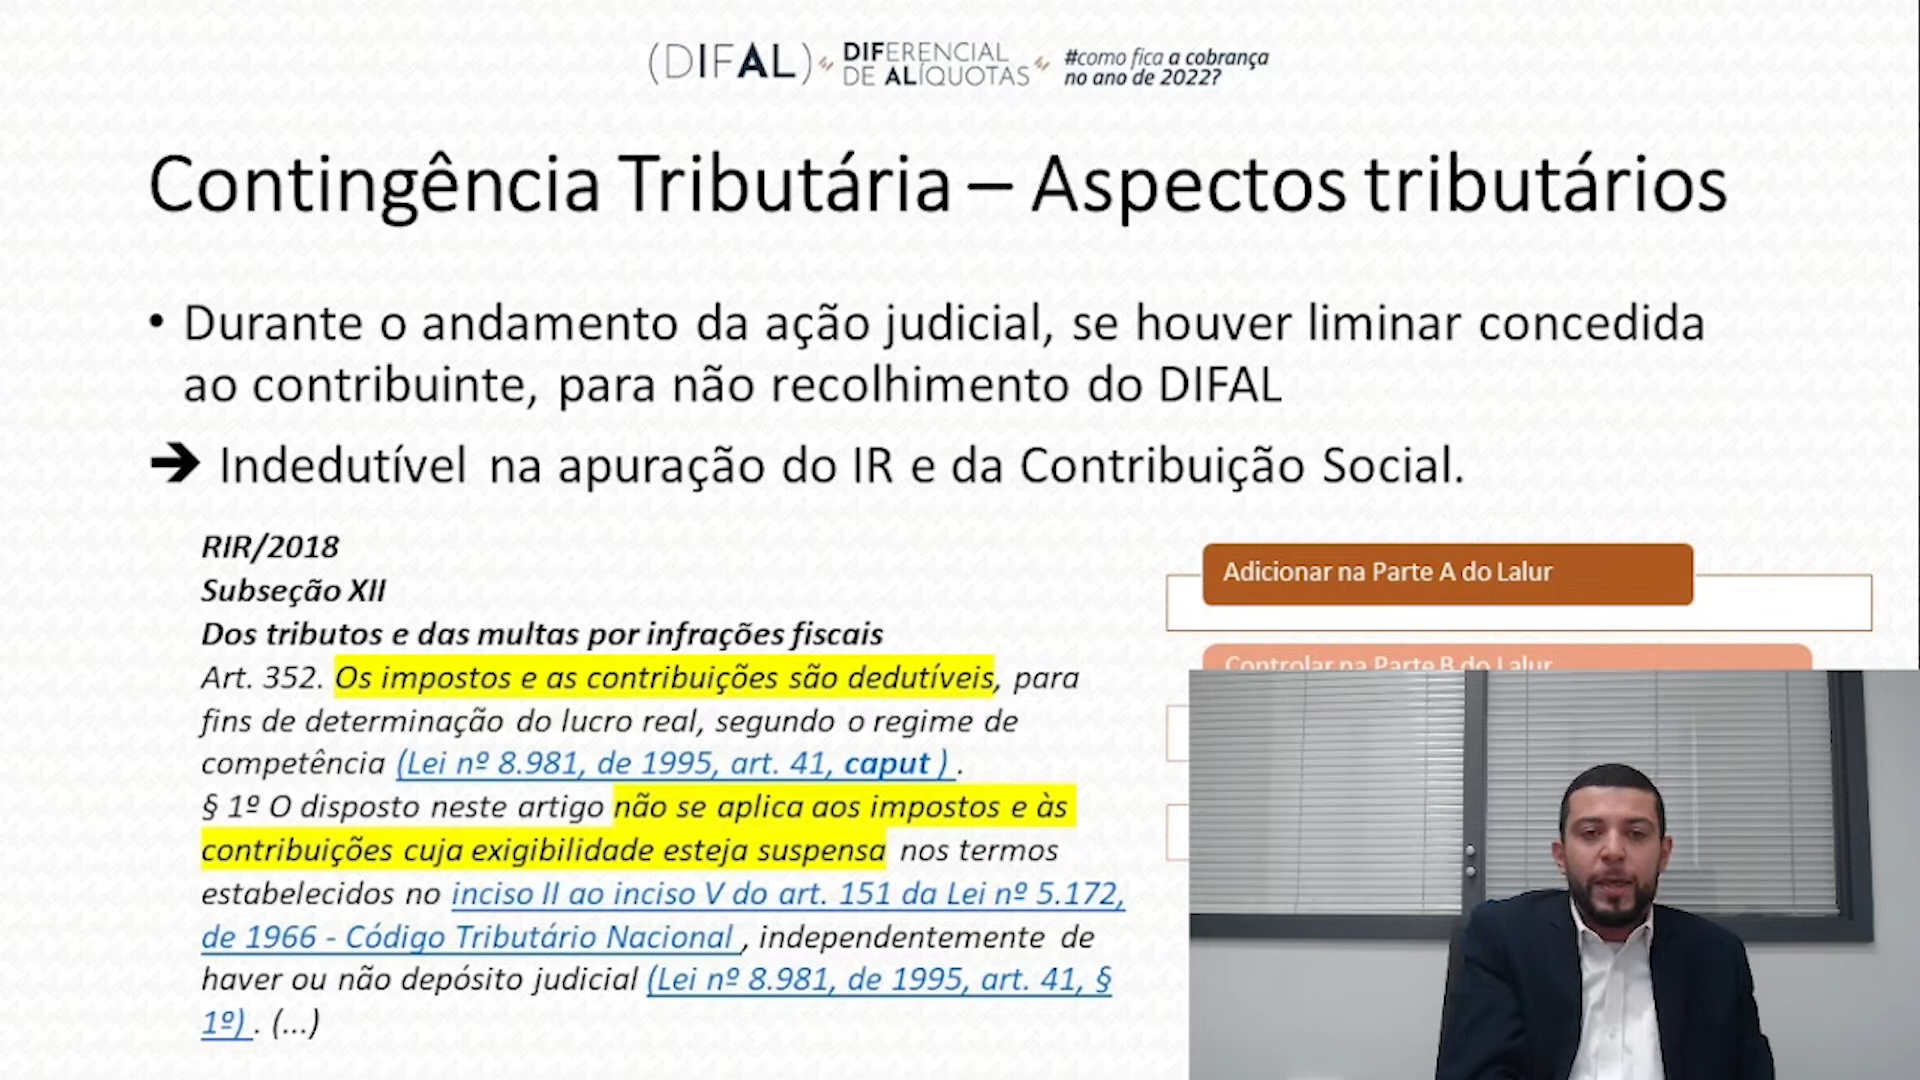 (DIFAL) DIFERENCIAL DE ALÍQUOTAS #como fica a cobrança no ano de 2022?
Contingência Tributária – Aspectos tributários
• Durante o andamento da ação judicial, se houver liminar concedida
ao contribuinte, para não recolhimento do DIFAL
➔ Indedutível na apuração do IR e da Contribuição Social.
RIR/2018
Subseção XII
Dos tributos e das multas por infrações fiscais
Art. 352. Os impostos e as contribuições são dedutíveis, para
fins de determinação do lucro real, segundo o regime de
competência (Lei nº 8.981, de 1995, art. 41, caput ) .
§ 1º O disposto neste artigo não se aplica aos impostos e às
contribuições cuja exigibilidade esteja suspensa nos termos
estabelecidos no inciso II ao inciso V do art. 151 da Lei nº 5.172,
de 1966 - Código Tributário Nacional , independentemente de
haver ou não depósito judicial (Lei nº 8.981, de 1995, art. 41, §
1º) . (...)
Adicionar na Parte A do Lalur
Controlar na Parte B do Lalur